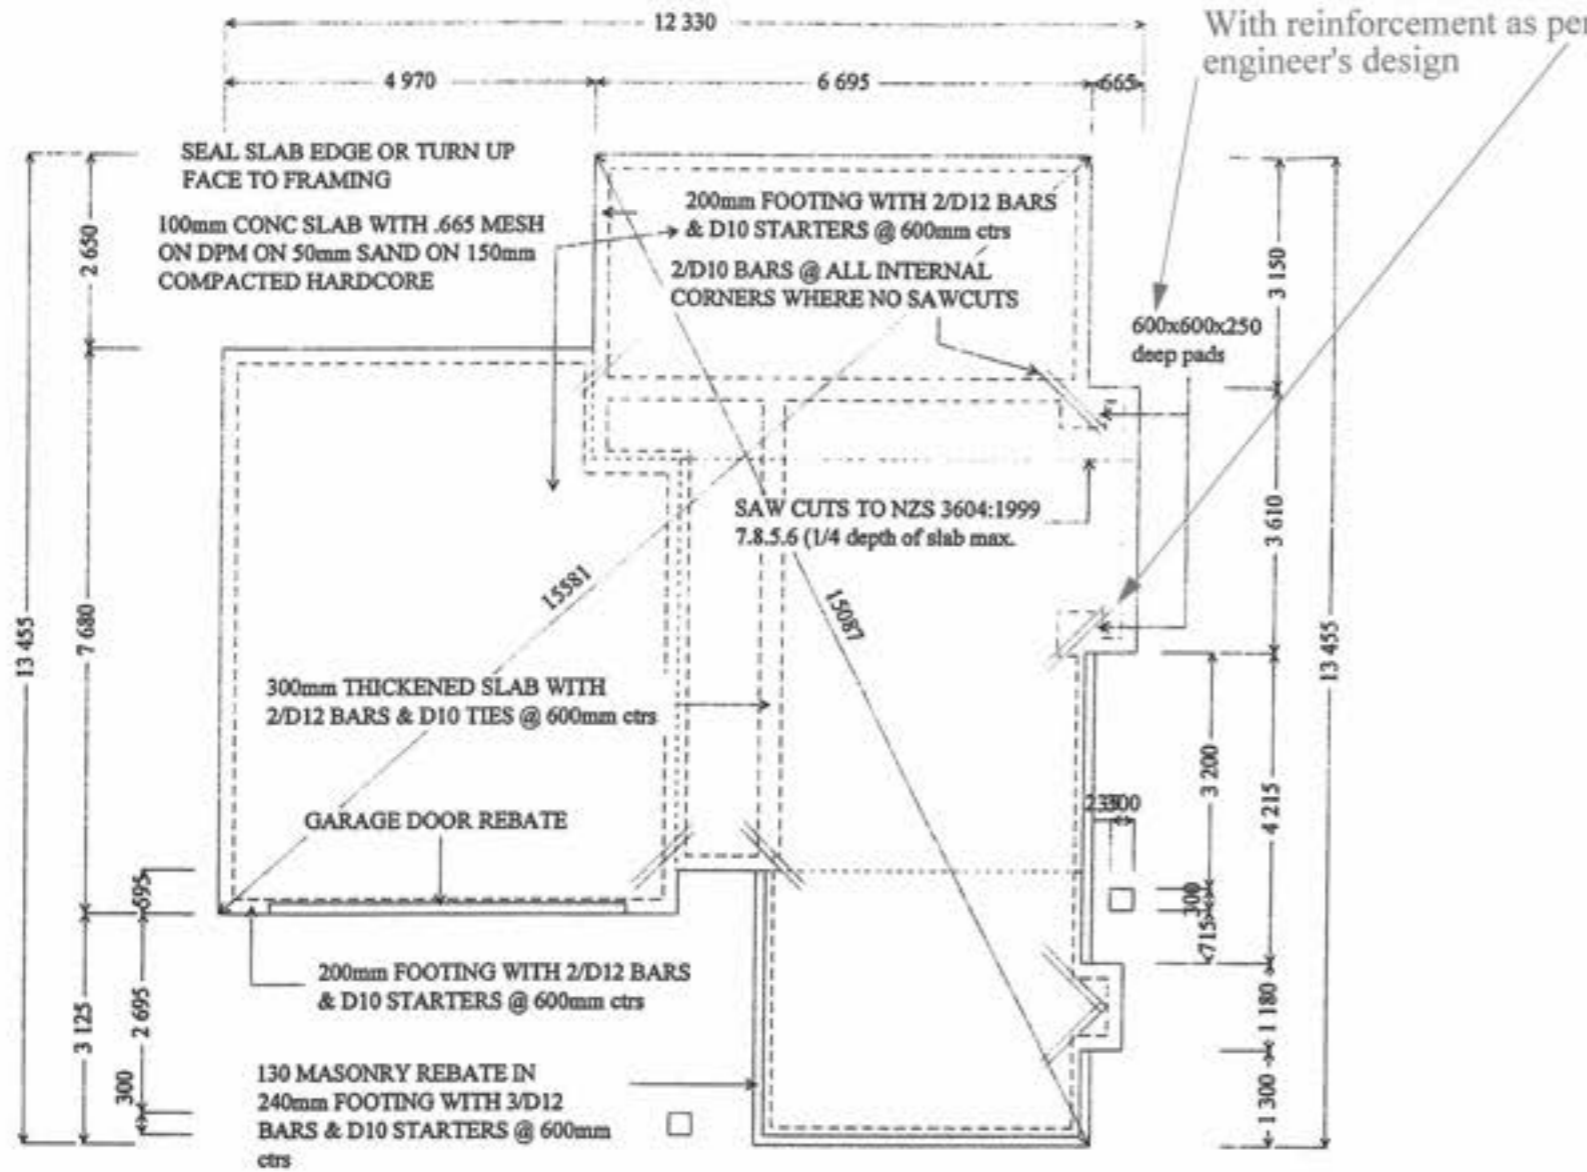 12 330
With reinforcement as per
engineer's design
4 970
6 695
665
SEAL SLAB EDGE OR TURN UP
FACE TO FRAMING
100mm CONC SLAB WITH .665 MESH
ON DPM ON 50mm SAND ON 150mm
COMPACTED HARDCORE
200mm FOOTING WITH 2/D12 BARS
& D10 STARTERS @ 600mm ctrs
2/D10 BARS @ ALL INTERNAL
CORNERS WHERE NO SAWCUTS
600x600x250
deep pads
2 650
3 150
SAW CUTS TO NZS 3604:1999
7.8.5.6 (1/4 depth of slab max.
3 610
15581
15087
13 455
7 680
13 455
300mm THICKENED SLAB WITH
2/D12 BARS & D10 TIES @ 600mm ctrs
3 200
4 215
300
GARAGE DOOR REBATE
695
300
715
200mm FOOTING WITH 2/D12 BARS
& D10 STARTERS @ 600mm ctrs
3 125
2 695
300
1 180
1 300
130 MASONRY REBATE IN
240mm FOOTING WITH 3/D12
BARS & D10 STARTERS @ 600mm
ctrs